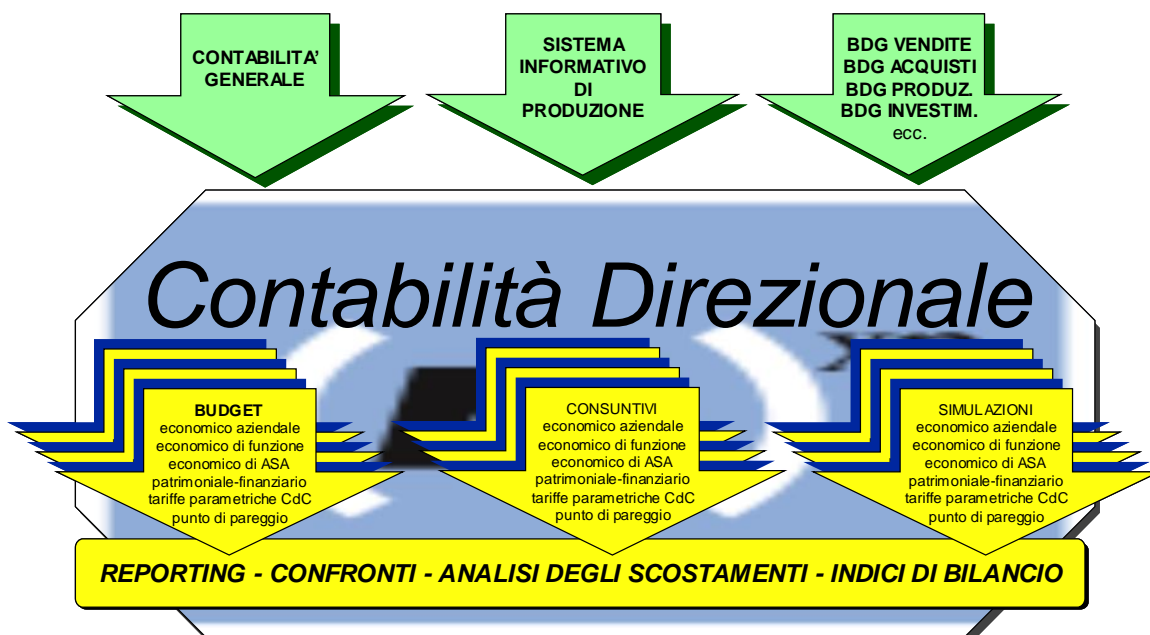 CONTABILITA'
GENERALE
SISTEMA
INFORMATIVO
DI
PRODUZIONE
BDG VENDITE
BDG ACQUISTI
BDG PRODUZ.
BDG INVESTIM.
ecc.
Contabilità Direzionale
BUDGET
economico aziendale
economico di funzione
economico di ASA
patrimoniale-finanziario
tariffe parametriche CdC
punto di pareggio
CONSUNTIVI
economico aziendale
economico di funzione
economico di ASA
patrimoniale-finanziario
tariffe parametriche CdC
punto di pareggio
SIMULAZIONI
economico aziendale
economico di funzione
economico di ASA
patrimoniale-finanziario
tariffe parametriche CdC
punto di pareggio
REPORTING - CONFRONTI - ANALISI DEGLI SCOSTAMENTI - INDICI DI BILANCIO